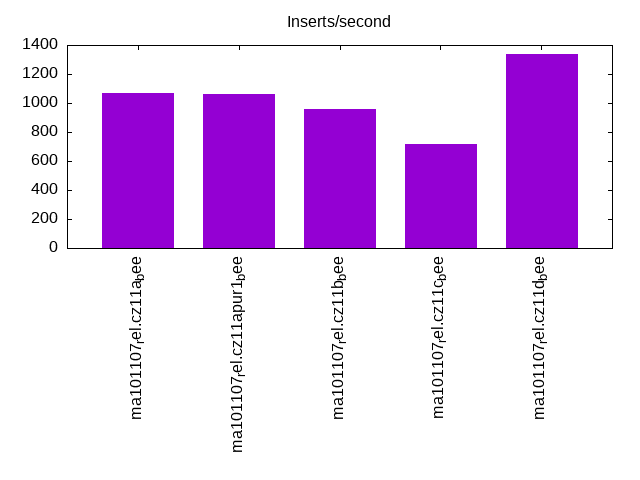 Inserts/second
1400
1200
1000
800
600
400
200
0
ma101107rel.cz11abee
ma101107rel.cz11apur1bee
ma101107rel.cz11bbee
ma101107rel.cz11cbee
ma101107rel.cz11dbee